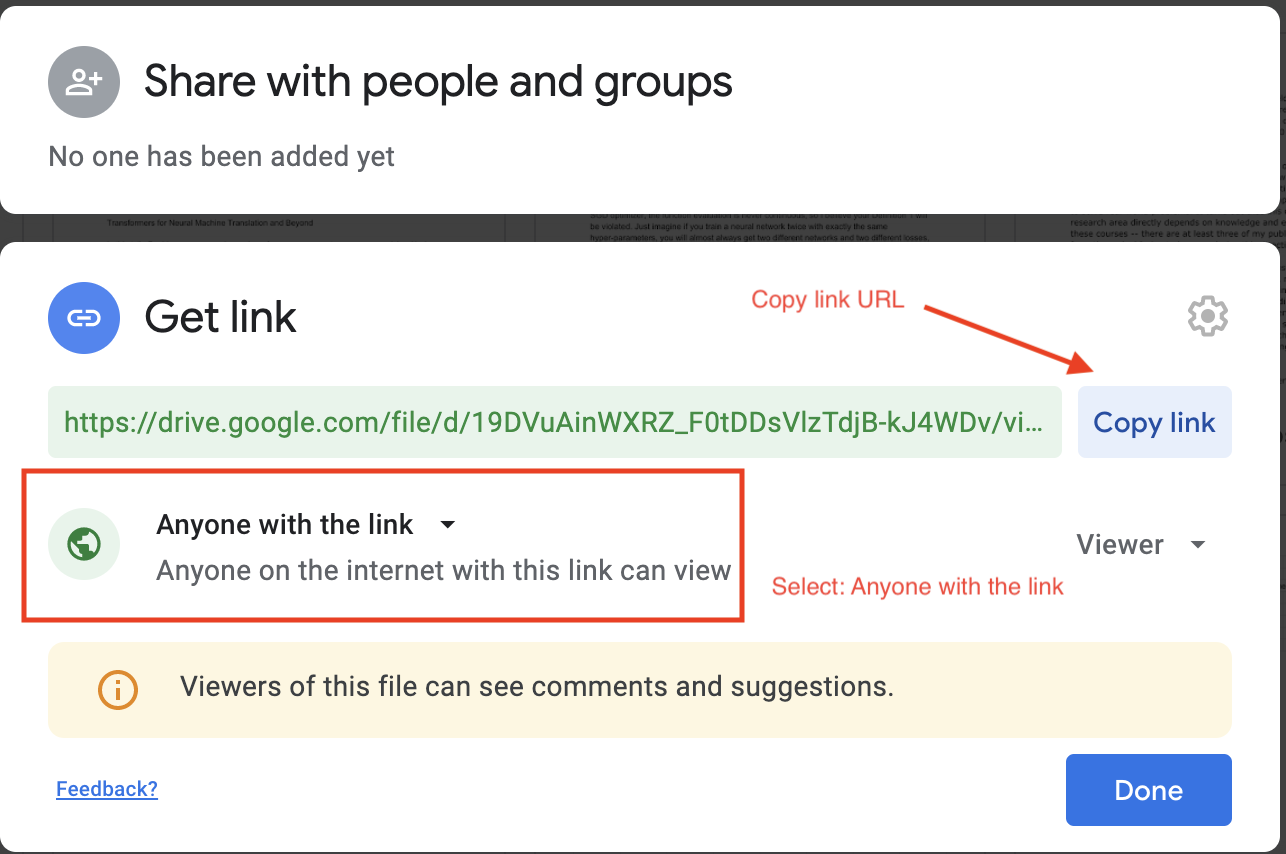 Share with people and groups
No one has been added yet
Transformers for Neural Machine Translation and Beyond
be violated. Just imagine if you train a neural network twice with exactly the same
hyper-parameters, you will almost always get two different networks and two different losses.
research area directly depends on knowledge and e
these courses -- there are at least three of my publ
Get link
Copy link URL
https://drive.google.com/file/d/19DVuAinWXRZ_F0tDDsVlzTdjB-kJ4WDv/vi...
Copy link
Anyone with the link
Anyone on the internet with this link can view
Viewer
Select: Anyone with the link
Viewers of this file can see comments and suggestions.
Feedback?
Done